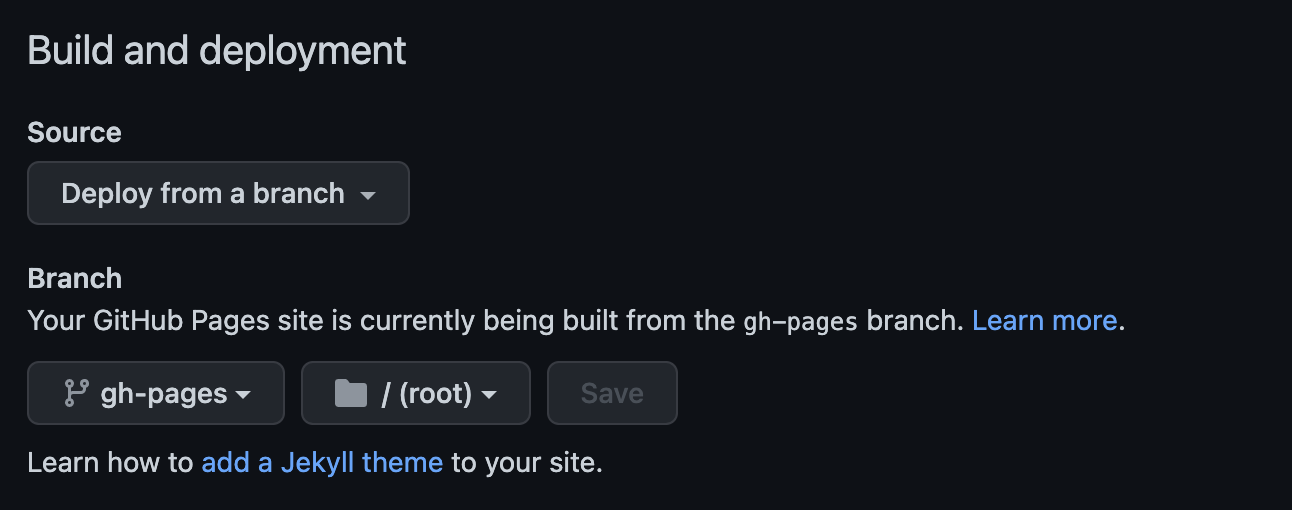 Build and deployment
Source
Deploy from a branch
Branch
Your GitHub Pages site is currently being built from the gh-pages branch. Learn more.
gh-pages / (root) Save
Learn how to add a Jekyll theme to your site.